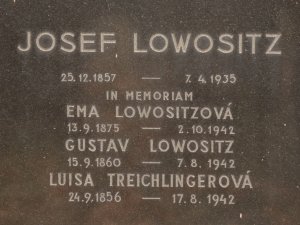 JOSEF LOWOSITZ
25.12.1857 — 7.4.1935
IN MEMORIAM
EMA LOWOSITZOVÁ
13.9.1875 — 2.10.1942
GUSTAV LOWOSITZ
15.9.1860 — 7.8.1942
LUISA TREICHLINGEROVÁ
24.9.1856 — 17.8.1942